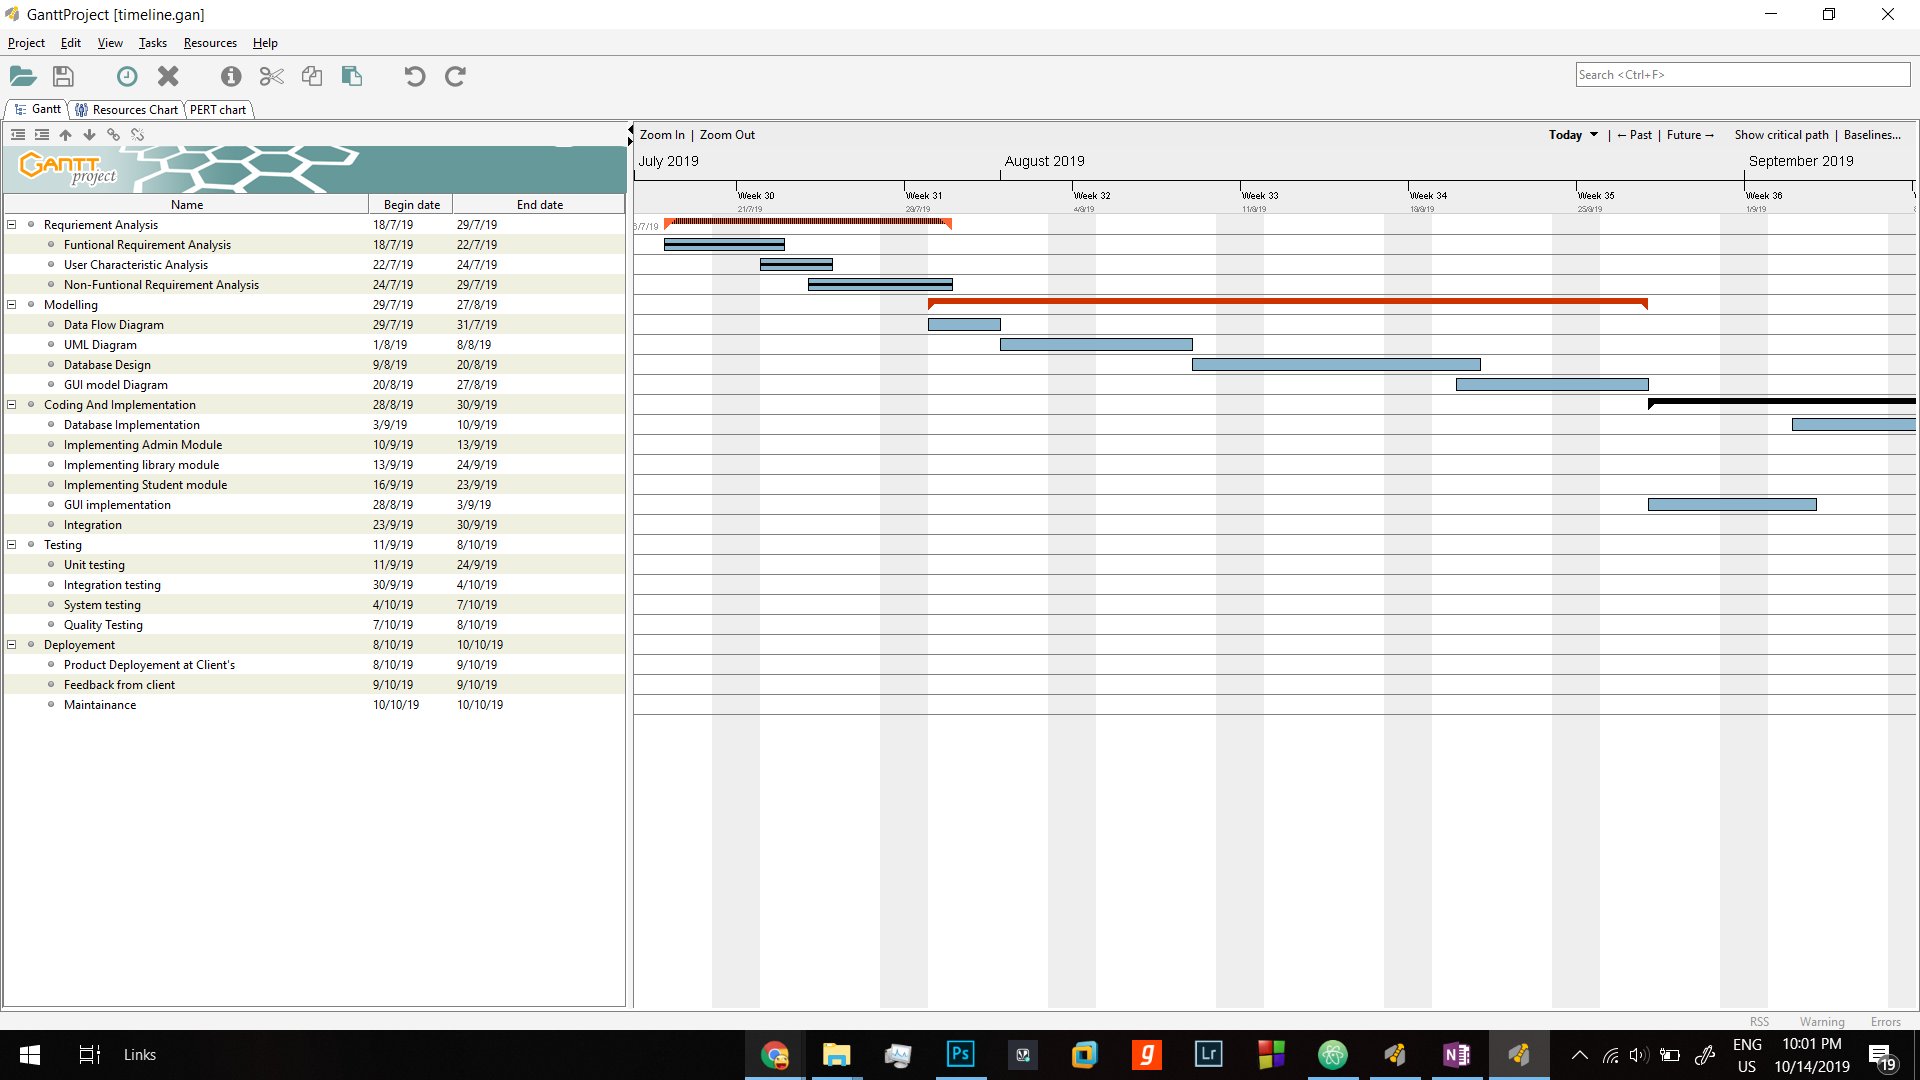 GanttProject [timeline.gan]
Project Edit View Tasks Resources Help
Search <Ctrl+F>
Gantt Resources Chart PERT chart
Zoom In | Zoom Out Today | ← Past | Future → Show critical path | Baselines...
GANTT project
July 2019 August 2019 September 2019
Week 30 Week 31 Week 32 Week 33 Week 34 Week 35 Week 36
21/7/19 28/7/19 4/8/19 11/8/19 18/8/19 25/8/19 1/9/19
Name Begin date End date
Requriement Analysis 18/7/19 29/7/19
Funtional Requirement Analysis 18/7/19 22/7/19
User Characteristic Analysis 22/7/19 24/7/19
Non-Funtional Requirement Analysis 24/7/19 29/7/19
Modelling 29/7/19 27/8/19
Data Flow Diagram 29/7/19 31/7/19
UML Diagram 1/8/19 8/8/19
Database Design 9/8/19 20/8/19
GUI model Diagram 20/8/19 27/8/19
Coding And Implementation 28/8/19 30/9/19
Database Implementation 3/9/19 10/9/19
Implementing Admin Module 10/9/19 13/9/19
Implementing library module 13/9/19 24/9/19
Implementing Student module 16/9/19 23/9/19
GUI implementation 28/8/19 3/9/19
Integration 23/9/19 30/9/19
Testing 11/9/19 8/10/19
Unit testing 11/9/19 24/9/19
Integration testing 30/9/19 4/10/19
System testing 4/10/19 7/10/19
Quality Testing 7/10/19 8/10/19
Deployement 8/10/19 10/10/19
Product Deployement at Client's 8/10/19 9/10/19
Feedback from client 9/10/19 9/10/19
Maintainance 10/10/19 10/10/19
RSS Warning Errors
Links
Ps
g
Lr
N
ENG
US
10:01 PM
10/14/2019
19